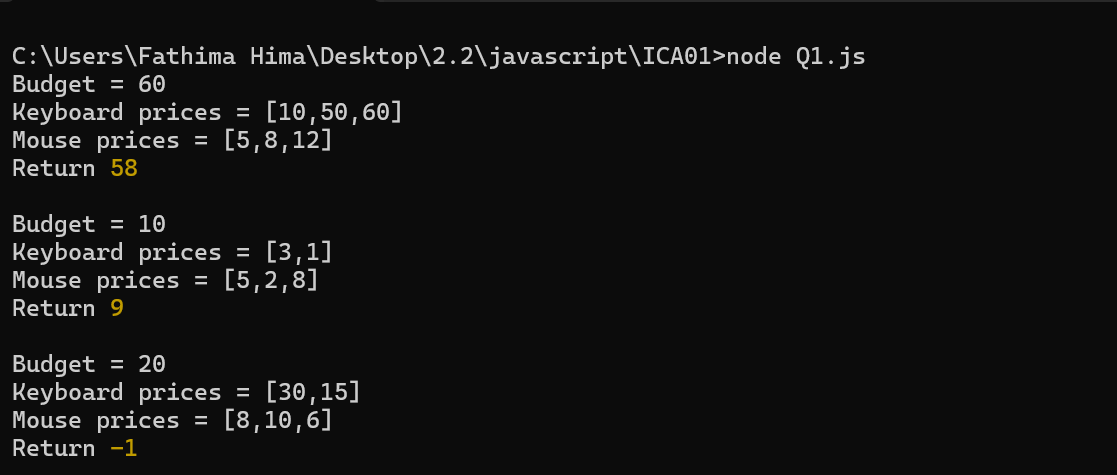 C:\Users\Fathima Hima\Desktop\2.2\javascript\ICA01>node Q1.js
Budget = 60
Keyboard prices = [10,50,60]
Mouse prices = [5,8,12]
Return 58
Budget = 10
Keyboard prices = [3,1]
Mouse prices = [5,2,8]
Return 9
Budget = 20
Keyboard prices = [30,15]
Mouse prices = [8,10,6]
Return -1